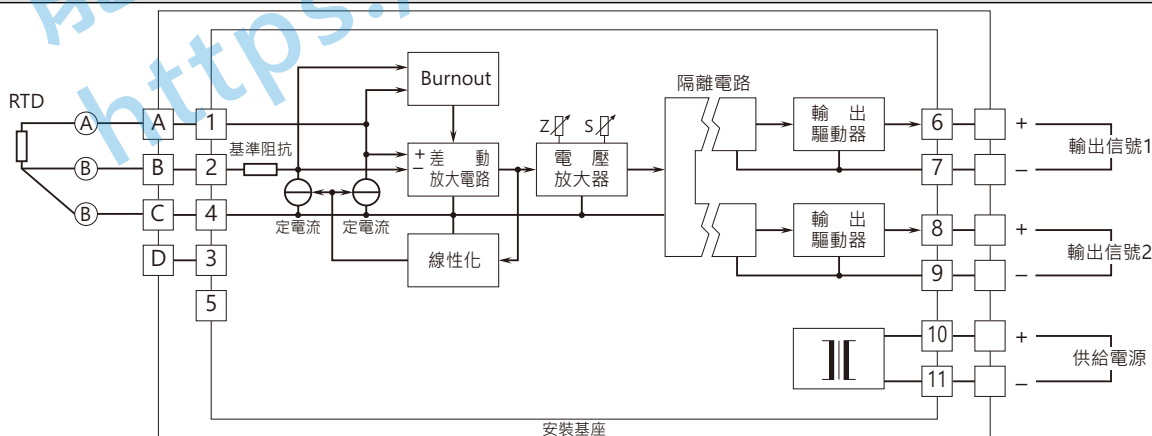 https:/
RTD
A
B
B
A
B
C
D
1
2
4
3
5
基準阻抗
定電流
定電流
Burnout
+
−
差動
放大電路
線性化
Z
S
電壓
放大器
隔離電路
輸出
驅動器
輸出
驅動器
6
7
8
9
10
11
+
−
輸出信號1
+
−
輸出信號2
+
−
供給電源
安裝基座